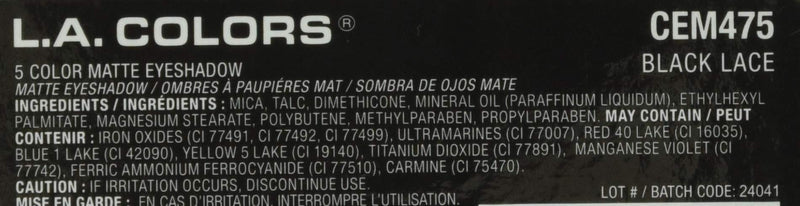 L.A. COLORS®
CEM475
5 COLOR MATTE EYESHADOW
BLACK LACE
MATTE EYESHADOW / OMBRES À PAUPIÉRES MAT / SOMBRA DE OJOS MATE
INGREDIENTS / INGRÉDIENTS : MICA, TALC, DIMETHICONE, MINERAL OIL (PARAFFINUM LIQUIDUM), ETHYLHEXYL
PALMITATE, MAGNESIUM STEARATE, POLYBUTENE, METHYLPARABEN, PROPYLPARABEN. MAY CONTAIN / PEUT
CONTENIR : IRON OXIDES (CI 77491, CI 77492, CI 77499), ULTRAMARINES (CI 77007), RED 40 LAKE (CI 16035),
BLUE 1 LAKE (CI 42090), YELLOW 5 LAKE (CI 19140), TITANIUM DIOXIDE (CI 77891), MANGANESE VIOLET (CI
77742), FERRIC AMMONIUM FERROCYANIDE (CI 77510), CARMINE (CI 75470).
CAUTION : IF IRRITATION OCCURS, DISCONTINUE USE.
LOT # / BATCH CODE: 24041
MISE EN GARDE : EN CAS D'IRRITATION, INTERROMPRE L'UTILISATION.